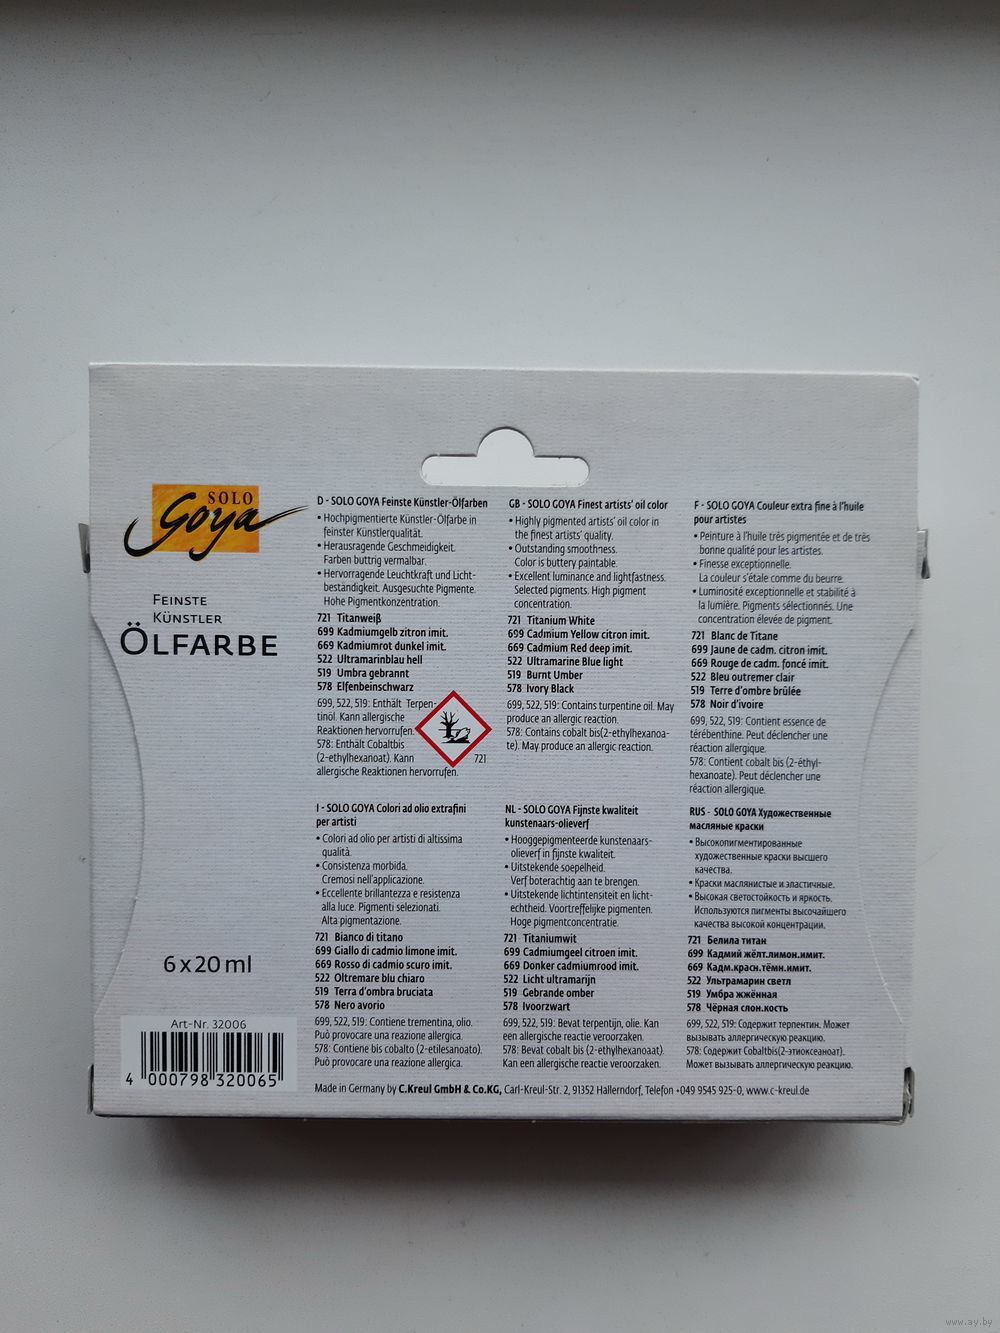 SOLO
Goya
FEINSTE
KÜNSTLER
ÖLFARBE
6 x 20 ml
Art-Nr. 32006
4 000798 320065
D - SOLO GOYA Feinste Künstler-Ölfarben
• Hochpigmentierte Künstler-Ölfarbe in
feinster Künstlerqualität.
• Herausragende Geschmeidigkeit.
Farben buttrig vermalbar.
• Hervorragende Leuchtkraft und Licht-
beständigkeit. Ausgesuchte Pigmente.
Hohe Pigmentkonzentration.
721 Titanweiß
699 Kadmiumgelb zitron imit.
669 Kadmiumrot dunkel imit.
522 Ultramarinblau hell
519 Umbra gebrannt
578 Elfenbeinschwarz
699, 522, 519: Enthält Terpen-
tinöl. Kann allergische
Reaktionen hervorrufen.
578: Enthält Cobaltbis
(2-ethylhexanoat). Kann
allergische Reaktionen hervorrufen.
721
GB - SOLO GOYA Finest artists' oil color
• Highly pigmented artists' oil color in
the finest artists' quality.
• Outstanding smoothness.
Color is buttery paintable.
• Excellent luminance and lightfastness.
Selected pigments. High pigment
concentration.
721 Titanium White
699 Cadmium Yellow citron imit.
669 Cadmium Red deep imit.
522 Ultramarine Blue light
519 Burnt Umber
578 Ivory Black
699, 522, 519: Contains turpentine oil. May
produce an allergic reaction.
578: Contains cobalt bis(2-ethylhexanoa-
te). May produce an allergic reaction.
F - SOLO GOYA Couleur extra fine à l'huile
pour artistes
• Peinture à l'huile très pigmentée et de très
bonne qualité pour les artistes.
• Finesse exceptionnelle.
La couleur s'étale comme du beurre.
• Luminosité exceptionnelle et stabilité à
la lumière. Pigments sélectionnés. Une
concentration élevée de pigment.
721 Blanc de Titane
699 Jaune de cadm. citron imit.
669 Rouge de cadm. foncé imit.
522 Bleu outremer clair
519 Terre d'ombre brûlée
578 Noir d'ivoire
699, 522, 519: Contient essence de
térébenthine. Peut déclencher une
réaction allergique.
578: Contient cobalt bis (2-éthyl-
hexanoate). Peut déclencher une
réaction allergique.
I - SOLO GOYA Colori ad olio extrafini
per artisti
• Colori ad olio per artisti di altissima
qualità.
• Consistenza morbida.
Cremosi nell'applicazione.
• Eccellente brillantezza e resistenza
alla luce. Pigmenti selezionati.
Alta pigmentazione.
721 Bianco di titano
699 Giallo di cadmio limone imit.
669 Rosso di cadmio scuro imit.
522 Oltremare blu chiaro
519 Terra d'ombra bruciata
578 Nero avorio
699, 522, 519: Contiene trementina, olio.
Può provocare una reazione allergica.
578: Contiene bis cobalto (2-etilesanoato).
Può provocare una reazione allergica.
NL - SOLO GOYA Fijnste kwaliteit
kunstenaars-olieverf
• Hooggepigmenteerde kunstenaars-
olieverf in fijnste kwaliteit.
• Uitstekende soepelheid.
Verf boterachtig aan te brengen.
• Uitstekende lichtintensiteit en licht-
echtheid. Voortreffelijke pigmenten.
Hoge pigmentconcentratie.
721 Titaniumwit
699 Cadmiumgeel citroen imit.
669 Donker cadmiumrood imit.
522 Licht ultramarijn
519 Gebrande omber
578 Ivoorzwart
699, 522, 519: Bevat terpentijn, olie. Kan
een allergische reactie veroorzaken.
578: Bevat cobalt bis (2-ethylhexanoaat).
Kan een allergische reactie veroorzaken.
RUS - SOLO GOYA Художественные
масляные краски
• Высокопигментированные
художественные краски высшего
качества.
• Краски маслянистые и эластичные.
• Высокая светостойкость и яркость.
Используются пигменты высочайшего
качества высокой концентрации.
721 Белила титан
699 Кадмий жёлт.лимон.имит.
669 Кадм.красн.тёмн.имит.
522 Ультрамарин светл
519 Умбра жжённая
578 Чёрная слон.кость
699, 522, 519: Содержит терпентин. Может
вызывать аллергическую реакцию.
578: Содержит Cobaltbis(2-этиоксеаноат).
Может вызывать аллергическую реакцию.
Made in Germany by C.Kreul GmbH & Co.KG, Carl-Kreul-Str. 2, 91352 Hallerndorf, Telefon +049 9545 925-0, www.c-kreul.de
www.ay.by